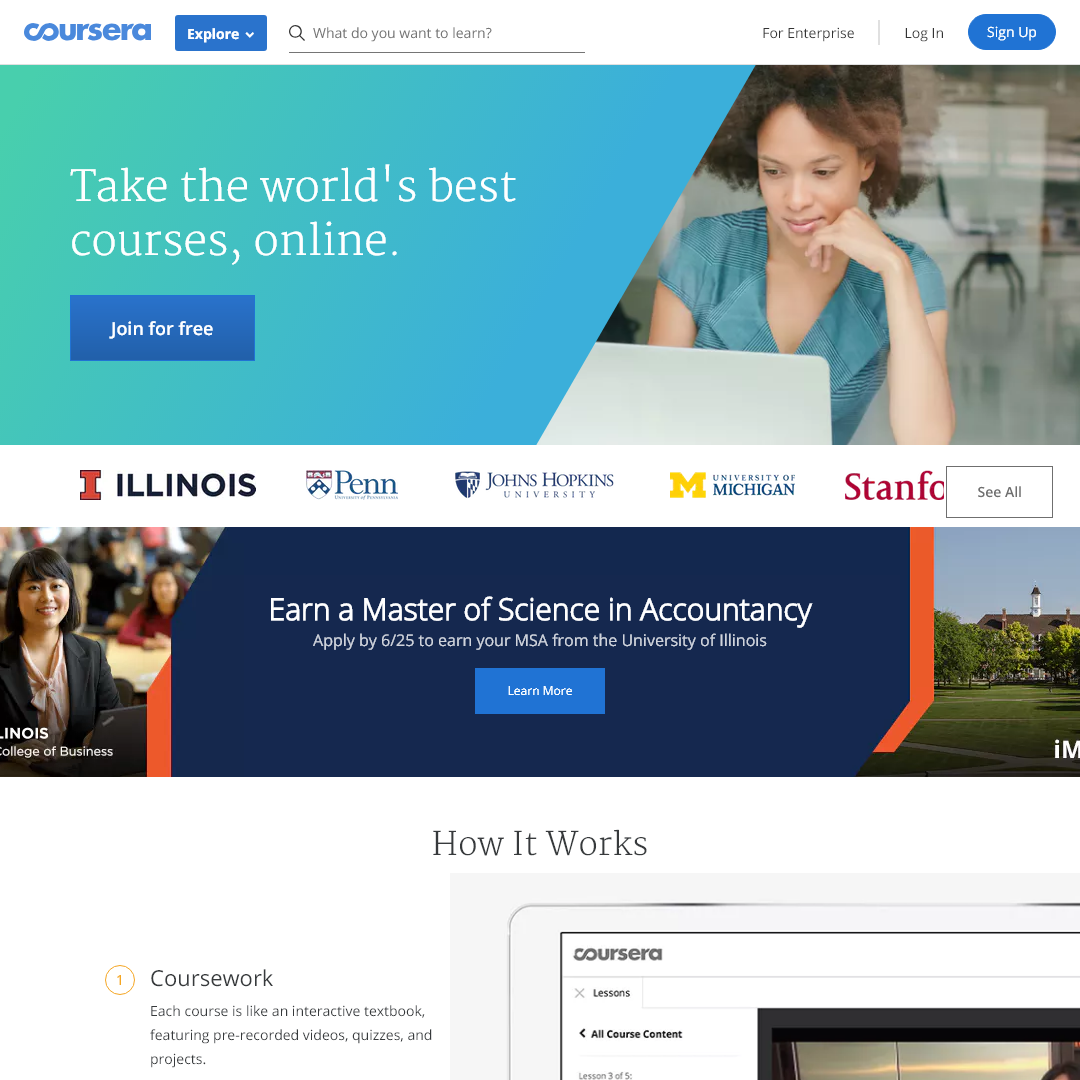 coursera
Explore
What do you want to learn?
For Enterprise
Log In
Sign Up
Take the world's best
courses, online.
Join for free
I ILLINOIS
Penn
UNIVERSITY of PENNSYLVANIA
JOHNS HOPKINS
UNIVERSITY
M UNIVERSITY OF
MICHIGAN
Stanfo
See All
LINOIS
College of Business
Earn a Master of Science in Accountancy
Apply by 6/25 to earn your MSA from the University of Illinois
Learn More
iM
How It Works
1 Coursework
Each course is like an interactive textbook,
featuring pre-recorded videos, quizzes, and
projects.
coursera
Lessons
All Course Content
Lesson 3 of 5: